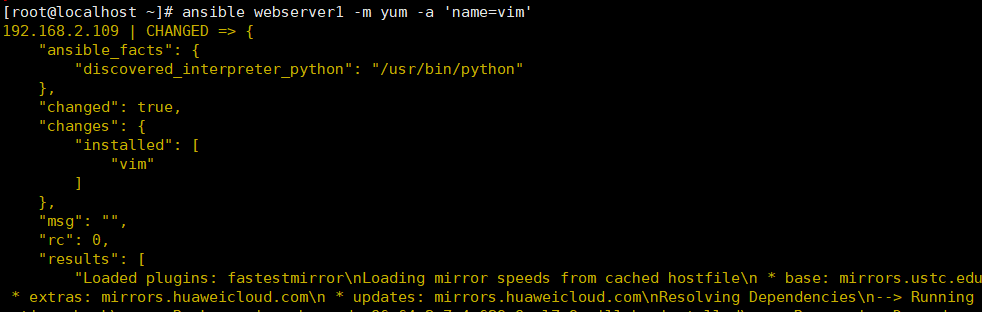 [root@localhost ~]# ansible webserver1 -m yum -a 'name=vim'
192.168.2.109 | CHANGED => {
    "ansible_facts": {
        "discovered_interpreter_python": "/usr/bin/python"
    },
    "changed": true,
    "changes": {
        "installed": [
            "vim"
        ]
    },
    "msg": "",
    "rc": 0,
    "results": [
        "Loaded plugins: fastestmirror\nLoading mirror speeds from cached hostfile\n * base: mirrors.ustc.edu
 * extras: mirrors.huaweicloud.com\n * updates: mirrors.huaweicloud.com\nResolving Dependencies\n--> Running